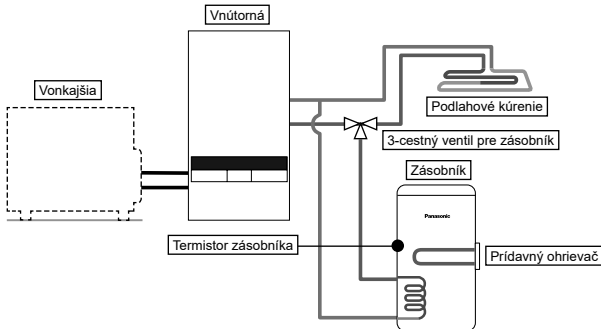 Vnútorná
Vonkajšia
Podlahové kúrenie
3-cestný ventil pre zásobník
Zásobník
Panasonic
Termistor zásobníka
Prídavný ohrievač